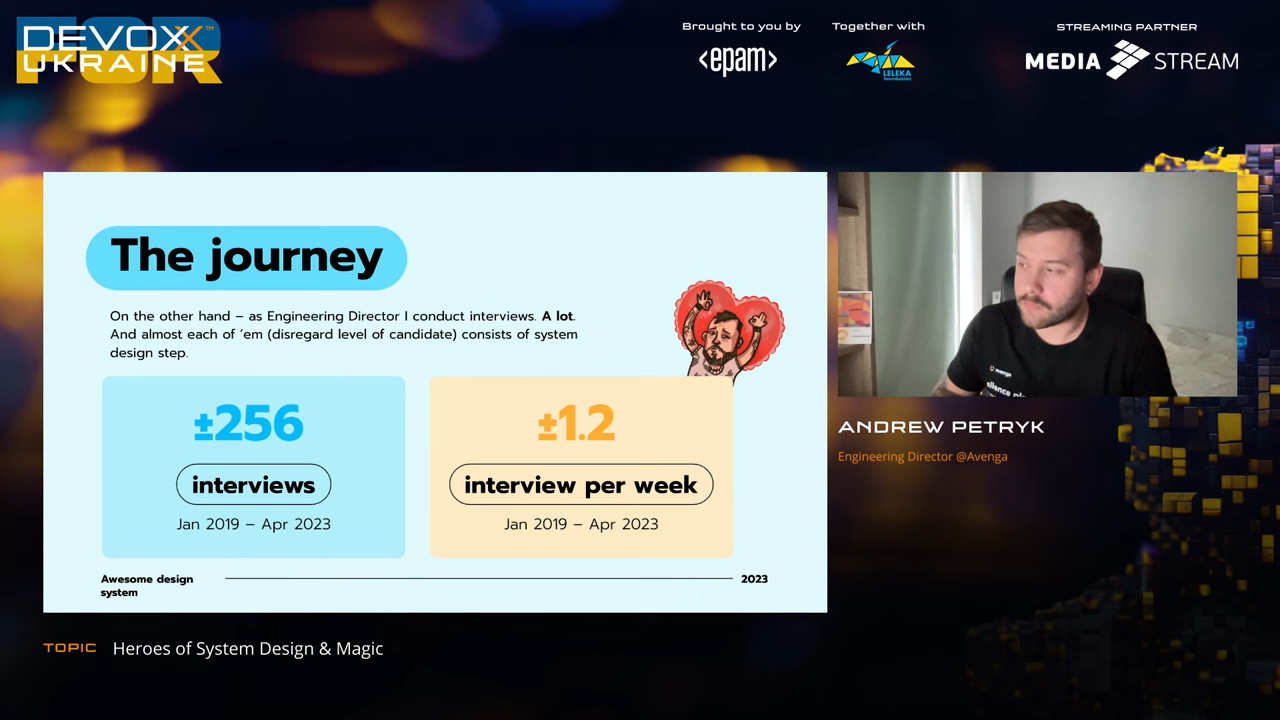 DEVOXX™
UKRAINE
FOR
Brought to you by
<epam>
Together with
LELEKA
foundation
STREAMING PARTNER
MEDIA STREAM
The journey
On the other hand – as Engineering Director I conduct interviews. A lot.
And almost each of ‘em (disregard level of candidate) consists of system
design step.
±256
interviews
Jan 2019 – Apr 2023
±1.2
interview per week
Jan 2019 – Apr 2023
Awesome design
system
2023
avenga
ANDREW PETRYK
Engineering Director @Avenga
TOPIC Heroes of System Design & Magic